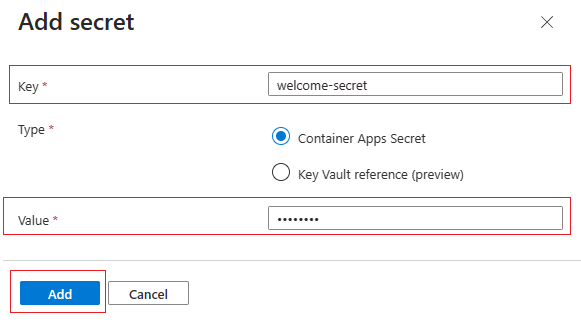 Add secret
Key * welcome-secret
Type * Container Apps Secret
Key Vault reference (preview)
Value * ••••••••
Add Cancel